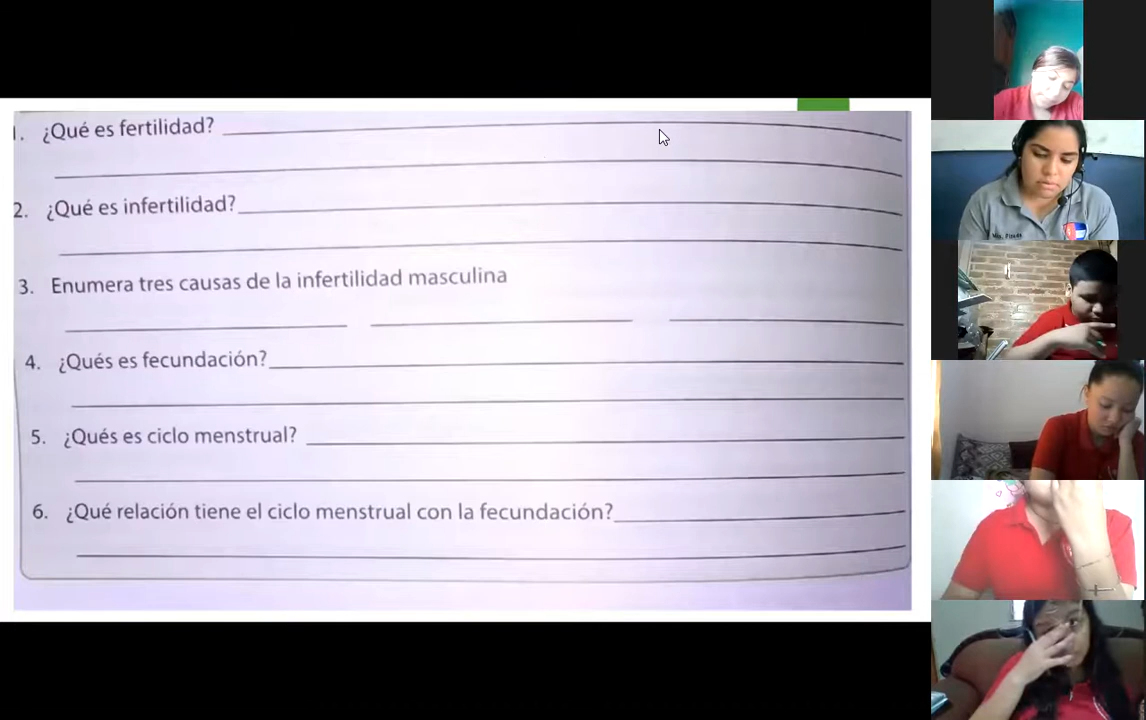 1. ¿Qué es fertilidad?
2. ¿Qué es infertilidad?
3. Enumera tres causas de la infertilidad masculina
4. ¿Qués es fecundación?
5. ¿Qués es ciclo menstrual?
6. ¿Qué relación tiene el ciclo menstrual con la fecundación?